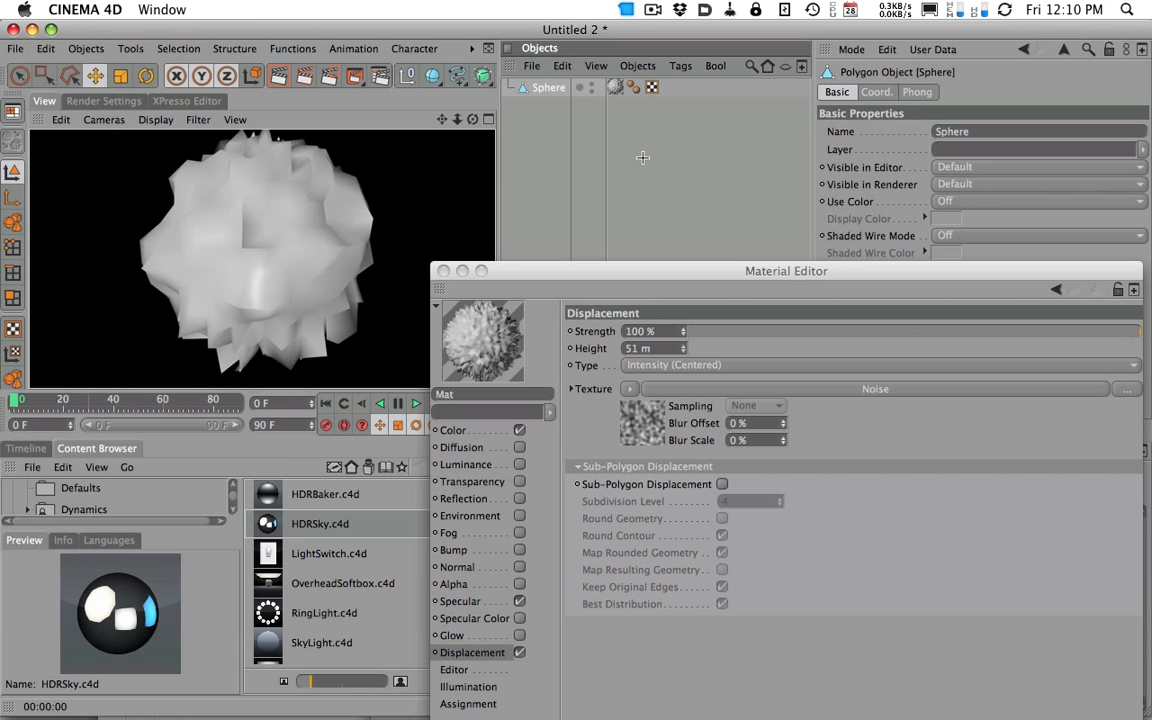 CINEMA 4D Window
0.3KB/s
0.0KB/s
28
Fri 12:10 PM
Untitled 2 *
File Edit Objects Tools Selection Structure Functions Animation Character
Objects
File Edit View Objects Tags Bool
Sphere
Mode Edit User Data
Polygon Object [Sphere]
Basic Coord. Phong
Basic Properties
Name Sphere
Layer
Visible in Editor Default
Visible in Renderer Default
Use Color Off
Display Color
Shaded Wire Mode Off
Shaded Wire Color
X Y Z
View Render Settings XPresso Editor
Edit Cameras Display Filter View
Material Editor
Mat
Color
Diffusion
Luminance
Transparency
Reflection
Environment
Fog
Bump
Normal
Alpha
Specular
Specular Color
Glow
Displacement
Editor
Illumination
Assignment
Displacement
Strength 100 %
Height 51 m
Type Intensity (Centered)
Texture Noise ...
Sampling None
Blur Offset 0 %
Blur Scale 0 %
Sub-Polygon Displacement
Sub-Polygon Displacement
Subdivision Level 4
Round Geometry
Round Contour
Map Rounded Geometry
Map Resulting Geometry
Keep Original Edges
Best Distribution
0 20 40 60 80 0 F
0 F 0 F 90 F 90 F
Timeline Content Browser
File Edit View Go
Defaults
Dynamics
Preview Info Languages
Name: HDRSky.c4d
HDRBaker.c4d
HDRSky.c4d
LightSwitch.c4d
OverheadSoftbox.c4d
RingLight.c4d
SkyLight.c4d
00:00:00